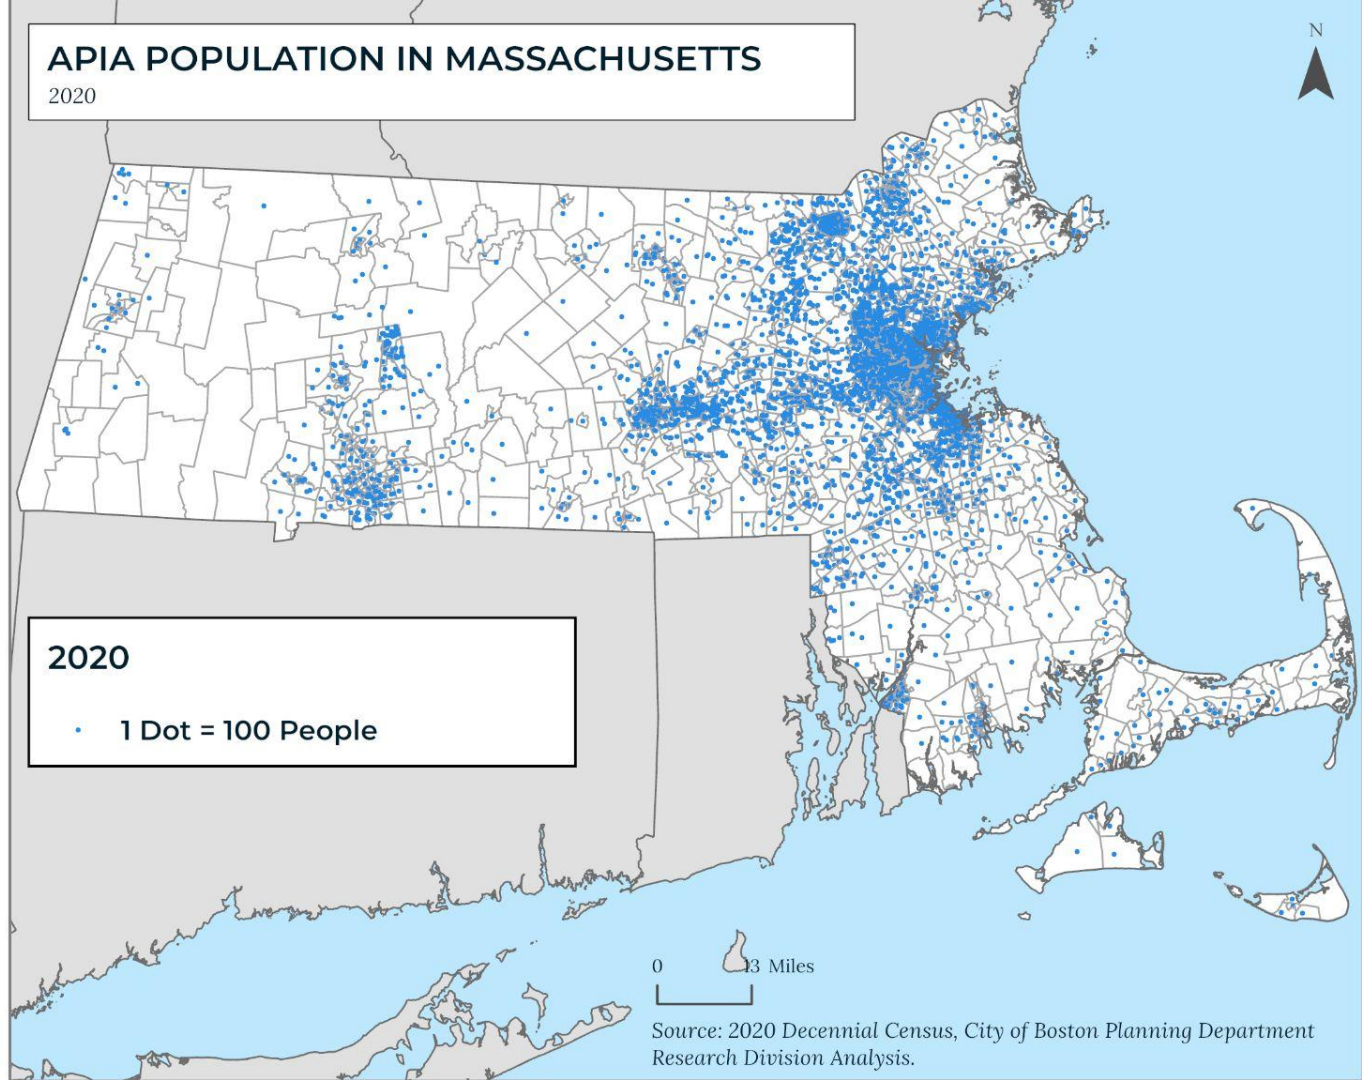 APIA POPULATION IN MASSACHUSETTS
2020
N
2020
1 Dot = 100 People
0 13 Miles
Source: 2020 Decennial Census, City of Boston Planning Department
Research Division Analysis.